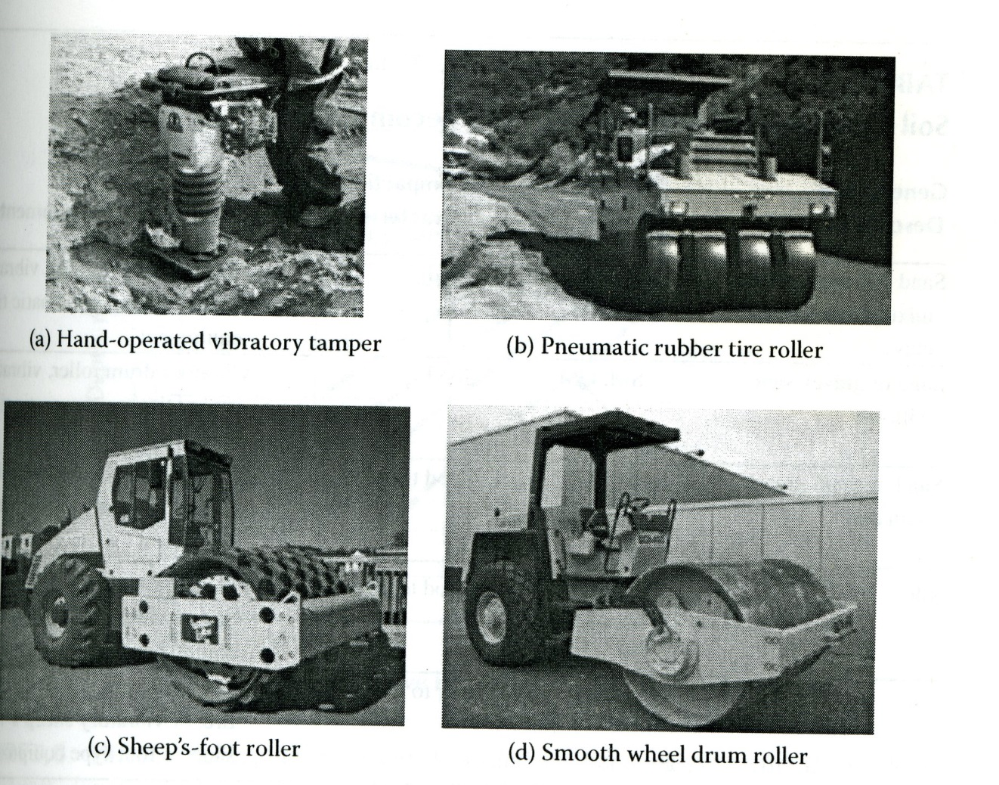 (a) Hand-operated vibratory tamper
(b) Pneumatic rubber tire roller
(c) Sheep's-foot roller
(d) Smooth wheel drum roller